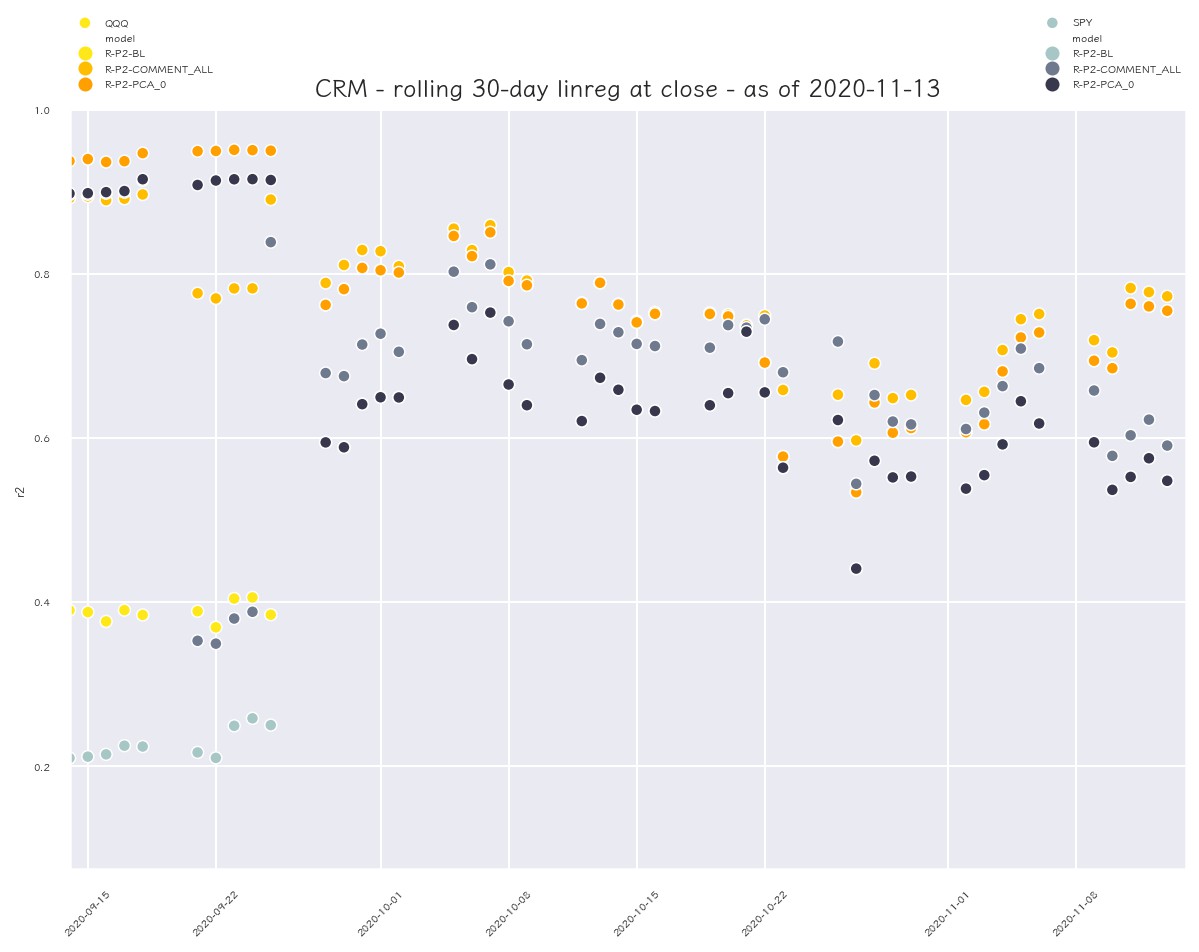 QQQ
model
R-P2-BL
R-P2-COMMENT_ALL
R-P2-PCA_0
SPY
model
R-P2-BL
R-P2-COMMENT_ALL
R-P2-PCA_0
CRM - rolling 30-day linreg at close - as of 2020-11-13
1.0
0.8
0.6
0.4
0.2
r2
2020-09-15
2020-09-22
2020-10-01
2020-10-08
2020-10-15
2020-10-22
2020-11-01
2020-11-08